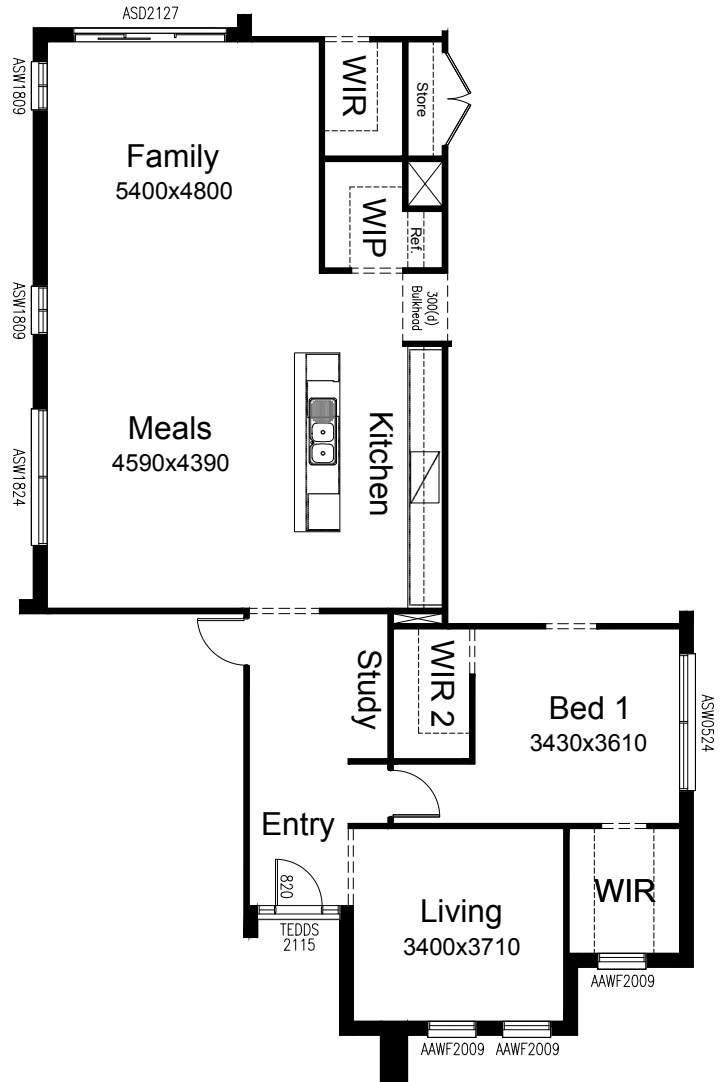 ASD2127
ASW1809
WIR
Store
Family
5400x4800
WIP
Ref.
ASW1809
300(d)
Bulkhead
Meals
4590x4390
Kitchen
ASW1824
Study
WIR 2
Bed 1
3430x3610
ASW0524
Entry
820
TEDDS
2115
Living
3400x3710
WIR
AAWF2009
AAWF2009
AAWF2009